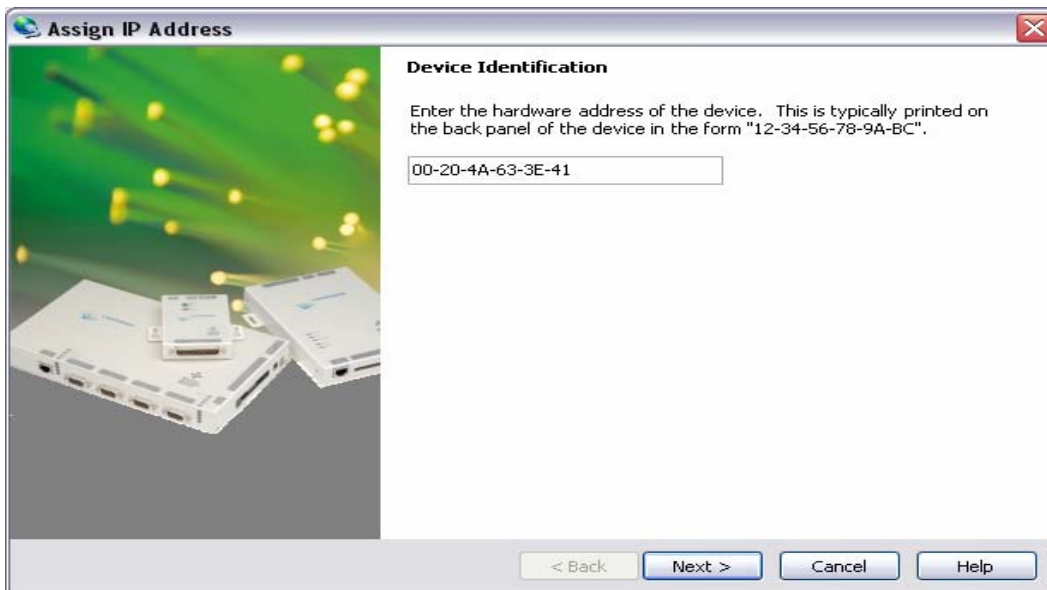 Assign IP Address
Device Identification
Enter the hardware address of the device.  This is typically printed on
the back panel of the device in the form "12-34-56-78-9A-BC".
00-20-4A-63-3E-41
< Back
Next >
Cancel
Help